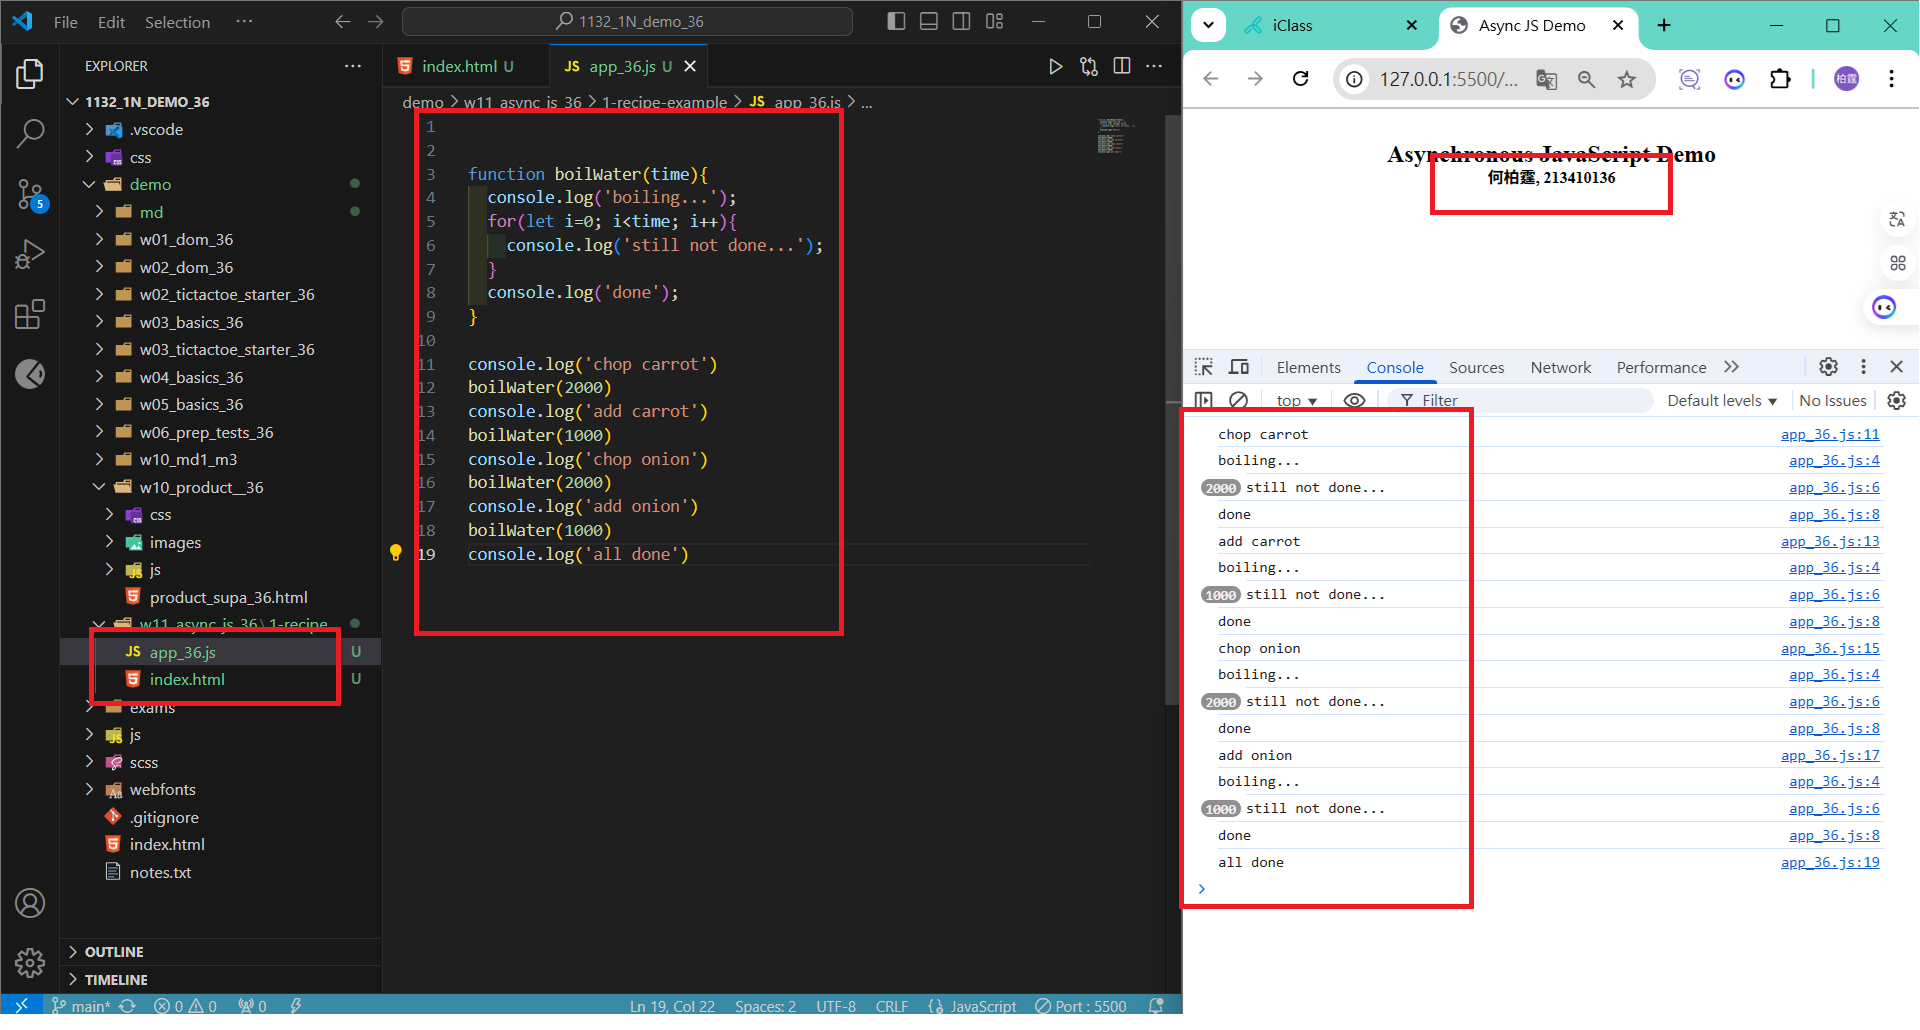 File Edit Selection ···
1132_1N_demo_36
EXPLORER
1132_1N_DEMO_36
.vscode
css
demo
md
w01_dom_36
w02_dom_36
w02_tictactoe_starter_36
w03_basics_36
w03_tictactoe_starter_36
w04_basics_36
w05_basics_36
w06_prep_tests_36
w10_md1_m3
w10_product__36
css
images
js
product_supa_36.html
w11_async_js_36\1-recipe
app_36.js U
index.html U
exams
js
scss
webfonts
.gitignore
index.html
notes.txt
OUTLINE
TIMELINE
5
index.html U
JS app_36.js U
demo > w11_async_js_36 > 1-recipe-example > JS app_36.js > ...
1
2
3 function boilWater(time){
4 console.log('boiling...');
5 for(let i=0; i<time; i++){
6 console.log('still not done...');
7 }
8 console.log('done');
9 }
10
11 console.log('chop carrot')
12 boilWater(2000)
13 console.log('add carrot')
14 boilWater(1000)
15 console.log('chop onion')
16 boilWater(2000)
17 console.log('add onion')
18 boilWater(1000)
19 console.log('all done')
main* 0 0 0 Ln 19, Col 22 Spaces: 2 UTF-8 CRLF {} JavaScript Port : 5500
iClass
Async JS Demo
127.0.0.1:5500/...
柏霆
Asynchronous JavaScript Demo
何柏霆, 213410136
Elements Console Sources Network Performance
top Filter Default levels No Issues
chop carrot app_36.js:11
boiling... app_36.js:4
2000 still not done... app_36.js:6
done app_36.js:8
add carrot app_36.js:13
boiling... app_36.js:4
1000 still not done... app_36.js:6
done app_36.js:8
chop onion app_36.js:15
boiling... app_36.js:4
2000 still not done... app_36.js:6
done app_36.js:8
add onion app_36.js:17
boiling... app_36.js:4
1000 still not done... app_36.js:6
done app_36.js:8
all done app_36.js:19